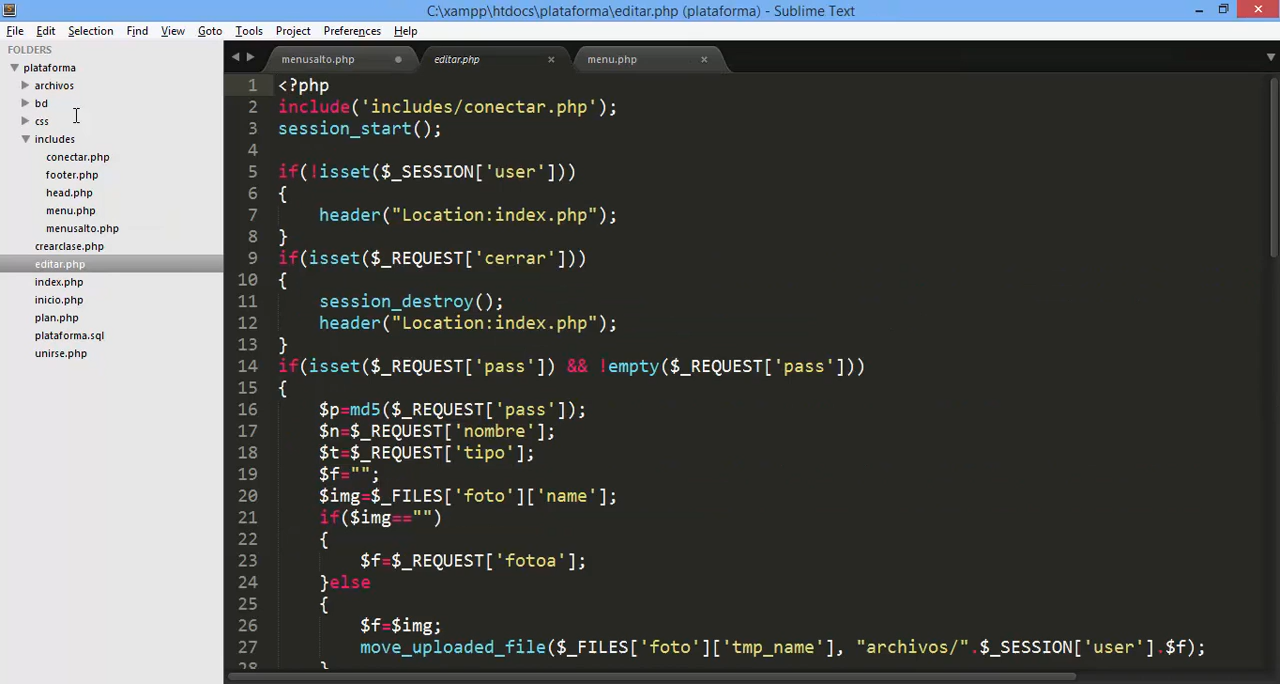 C:\xampp\htdocs\plataforma\editar.php (plataforma) - Sublime Text
File Edit Selection Find View Goto Tools Project Preferences Help
FOLDERS
plataforma
archivos
bd
css
includes
conectar.php
footer.php
head.php
menu.php
menusalto.php
crearclase.php
editar.php
index.php
inicio.php
plan.php
plataforma.sql
unirse.php
menusalto.php editar.php menu.php
1 <?php
2 include('includes/conectar.php');
3 session_start();
4
5 if(!isset($_SESSION['user']))
6 {
7 header("Location:index.php");
8 }
9 if(isset($_REQUEST['cerrar']))
10 {
11 session_destroy();
12 header("Location:index.php");
13 }
14 if(isset($_REQUEST['pass']) && !empty($_REQUEST['pass']))
15 {
16 $p=md5($_REQUEST['pass']);
17 $n=$_REQUEST['nombre'];
18 $t=$_REQUEST['tipo'];
19 $f="";
20 $img=$_FILES['foto']['name'];
21 if($img=="")
22 {
23 $f=$_REQUEST['fotoa'];
24 }else
25 {
26 $f=$img;
27 move_uploaded_file($_FILES['foto']['tmp_name'], "archivos/".$_SESSION['user'].$f);
28 }